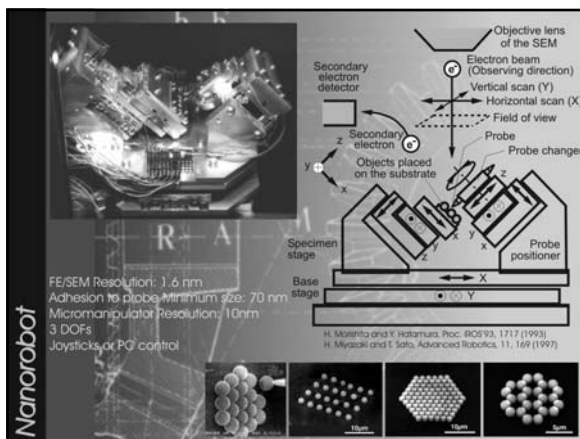 Nanorobot
Objective lens
of the SEM
Secondary
electron
detector
e-
Electron beam
(Observing direction)
Vertical scan (Y)
Horizontal scan (X)
Field of view
Secondary
electron
e-
Probe
Probe changer
Objects placed
on the substrate
z
y
x
z
y
x
z
y
x
Specimen
stage
Probe
positioner
X
Base
stage
Y
R A
FE/SEM Resolution: 1.6 nm
Adhesion to probe Minimum size: 70 nm
Micromanipulator Resolution: 10nm
3 DOFs
Joysticks or PC control
H. Morishita and Y. Hatamura, Proc. IROS'93, 1717 (1993)
H. Miyazaki and T. Sato, Advanced Robotics, 11, 169 (1997)
10µm
10µm
5µm